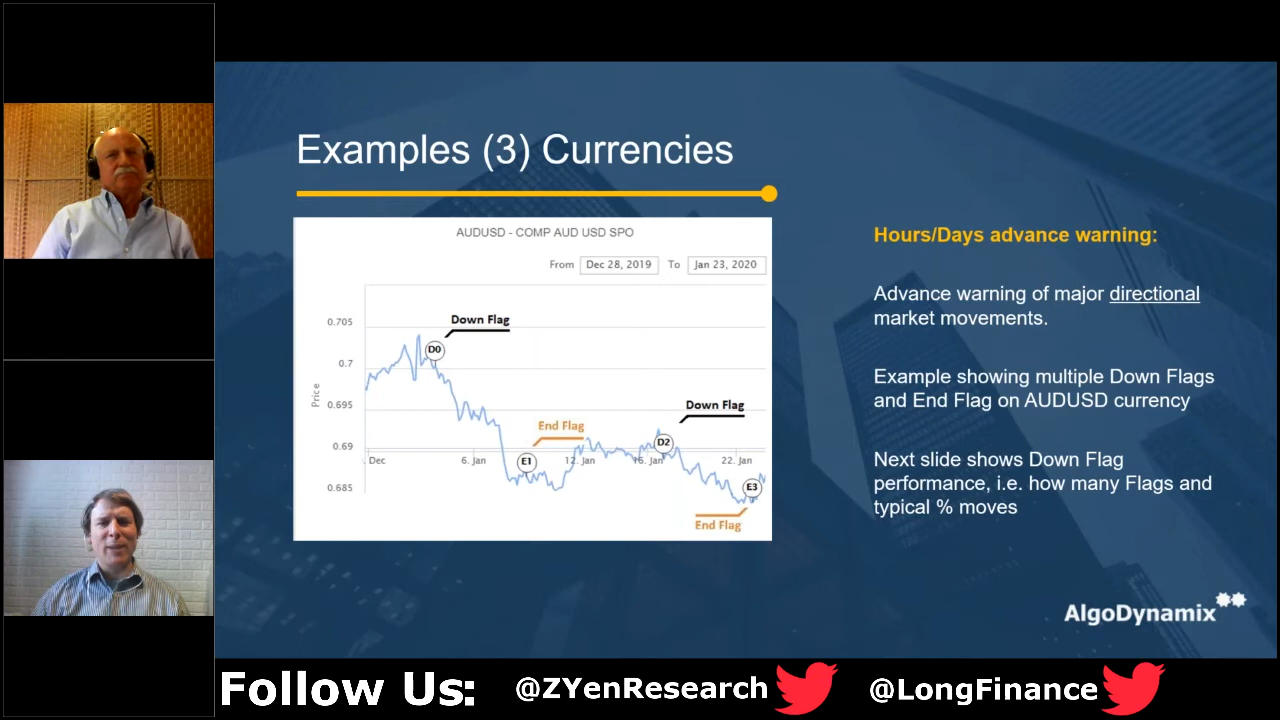 Examples (3) Currencies
AUDUSD - COMP AUD USD SPO
From Dec 28, 2019 To Jan 23, 2020
0.705
0.7
0.695
0.69
0.685
Price
. Dec
6. Jan
12. Jan
16. Jan
22. Jan
Down Flag
D0
End Flag
E1
Down Flag
D2
E3
End Flag
Hours/Days advance warning:
Advance warning of major directional
market movements.
Example showing multiple Down Flags
and End Flag on AUDUSD currency
Next slide shows Down Flag
performance, i.e. how many Flags and
typical % moves
AlgoDynamix
Follow Us: @ZYenResearch @LongFinance